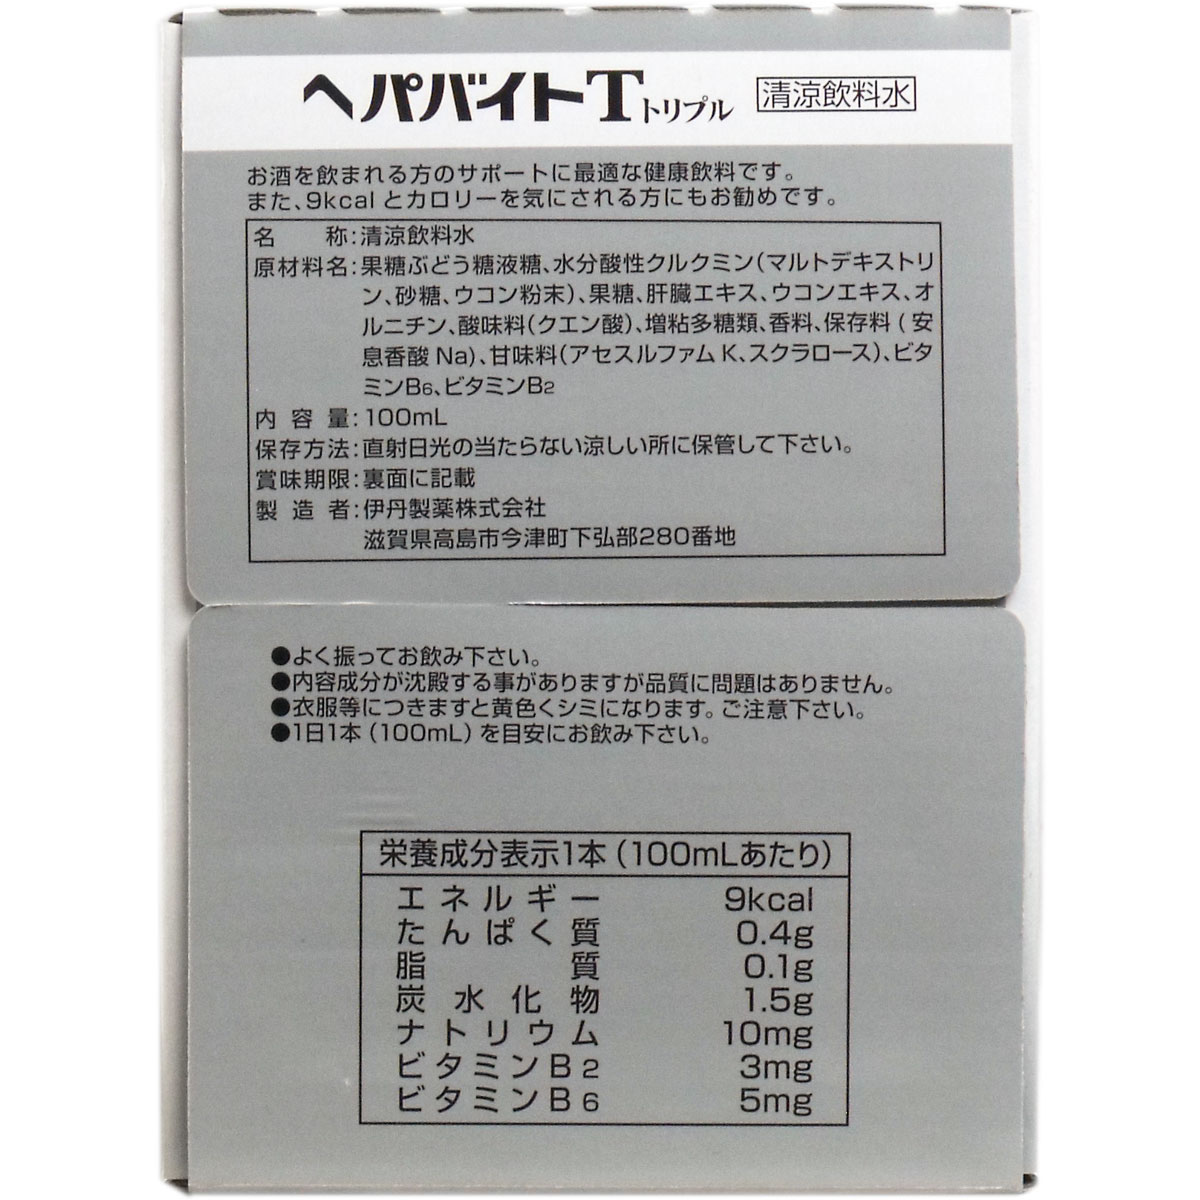 ヘパバイトTトリプル 清涼飲料水
お酒を飲まれる方のサポートに最適な健康飲料です。
また、9kcalとカロリーを気にされる方にもお勧めです。
名 称:清涼飲料水
原材料名:果糖ぶどう糖液糖、水分酸性クルクミン(マルトデキストリ
ン、砂糖、ウコン粉末)、果糖、肝臓エキス、ウコンエキス、オ
ルニチン、酸味料(クエン酸)、増粘多糖類、香料、保存料(安
息香酸Na)、甘味料(アセスルファムK、スクラロース)、ビタ
ミンB6、ビタミンB2
内容量:100mL
保存方法:直射日光の当たらない涼しい所に保管して下さい。
賞味期限:裏面に記載
製造者:伊丹製薬株式会社
滋賀県高島市今津町下弘部280番地
●よく振ってお飲み下さい。
●内容成分が沈殿する事がありますが品質に問題はありません。
●衣服等につきますと黄色くシミになります。ご注意下さい。
●1日1本(100mL)を目安にお飲み下さい。
栄養成分表示1本(100mLあたり)
エネルギー 9kcal
たんぱく質 0.4g
脂質 0.1g
炭水化物 1.5g
ナトリウム 10mg
ビタミンB2 3mg
ビタミンB6 5mg